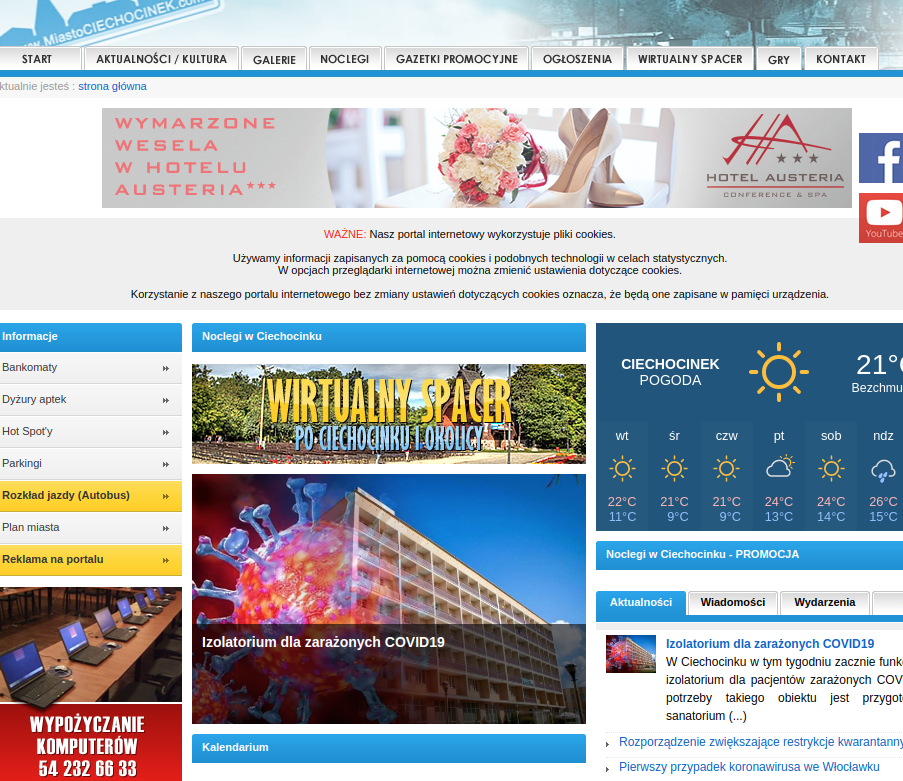 www.MiastoCIECHOCINEK.com
START
AKTUALNOŚCI / KULTURA
GALERIE
NOCLEGI
GAZETKI PROMOCYJNE
OGŁOSZENIA
WIRTUALNY SPACER
GRY
KONTAKT
ktualnie jesteś : strona główna
WYMARZONE
WESELA
W HOTELU
AUSTERIA***
HA
***
HOTEL AUSTERIA
CONFERENCE & SPA
f
YouTube
WAŻNE: Nasz portal internetowy wykorzystuje pliki cookies.
Używamy informacji zapisanych za pomocą cookies i podobnych technologii w celach statystycznych.
W opcjach przeglądarki internetowej można zmienić ustawienia dotyczące cookies.
Korzystanie z naszego portalu internetowego bez zmiany ustawień dotyczących cookies oznacza, że będą one zapisane w pamięci urządzenia.
Informacje
Bankomaty
Dyżury aptek
Hot Spot'y
Parkingi
Rozkład jazdy (Autobus)
Plan miasta
Reklama na portalu
WYPOŻYCZANIE
KOMPUTERÓW
54 232 66 33
Noclegi w Ciechocinku
WIRTUALNY SPACER
PO CIECHOCINKU I OKOLICY
Izolatorium dla zarażonych COVID19
Kalendarium
CIECHOCINEK
POGODA
21°C
Bezchmu
wt śr czw pt sob ndz
22°C 21°C 21°C 24°C 24°C 26°C
11°C 9°C 9°C 13°C 14°C 15°C
Noclegi w Ciechocinku - PROMOCJA
Aktualności Wiadomości Wydarzenia
Izolatorium dla zarażonych COVID19
W Ciechocinku w tym tygodniu zacznie funk
izolatorium dla pacjentów zarażonych COV
potrzeby takiego obiektu jest przygot
sanatorium (...)
Rozporządzenie zwiększające restrykcje kwarantanny
Pierwszy przypadek koronawirusa we Włocławku